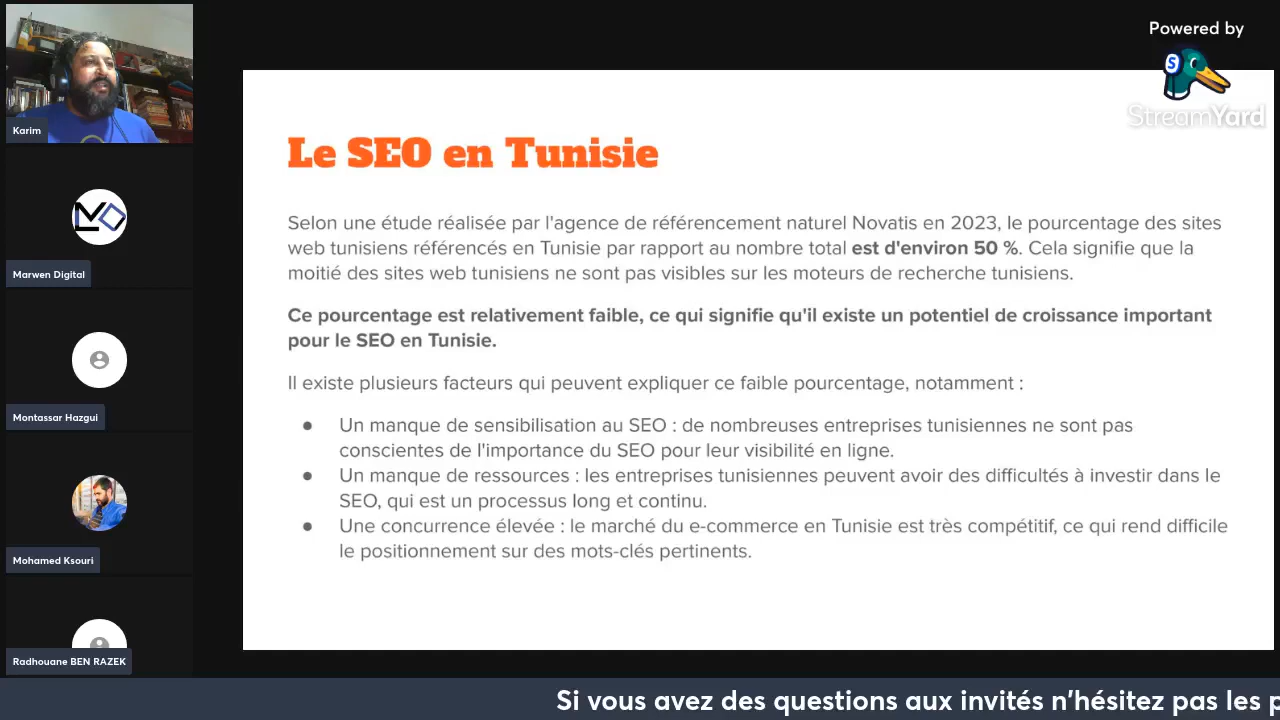 Powered by
S
StreamYard
Karim
Marwen Digital
Montassar Hazgui
Mohamed Ksouri
Radhouane BEN RAZEK
Le SEO en Tunisie
Selon une étude réalisée par l'agence de référencement naturel Novatis en 2023, le pourcentage des sites
web tunisiens référencés en Tunisie par rapport au nombre total est d'environ 50 %. Cela signifie que la
moitié des sites web tunisiens ne sont pas visibles sur les moteurs de recherche tunisiens.
Ce pourcentage est relativement faible, ce qui signifie qu'il existe un potentiel de croissance important
pour le SEO en Tunisie.
Il existe plusieurs facteurs qui peuvent expliquer ce faible pourcentage, notamment :
● Un manque de sensibilisation au SEO : de nombreuses entreprises tunisiennes ne sont pas
conscientes de l'importance du SEO pour leur visibilité en ligne.
● Un manque de ressources : les entreprises tunisiennes peuvent avoir des difficultés à investir dans le
SEO, qui est un processus long et continu.
● Une concurrence élevée : le marché du e-commerce en Tunisie est très compétitif, ce qui rend difficile
le positionnement sur des mots-clés pertinents.
Si vous avez des questions aux invités n'hésitez pas les